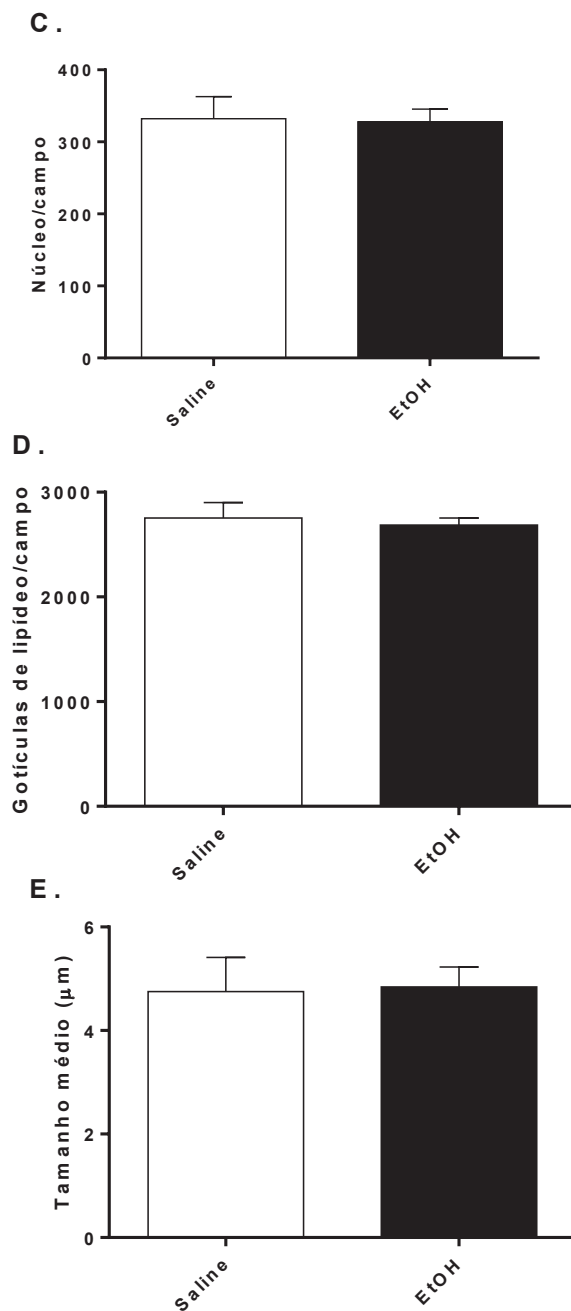 C.
Núcleo/campo
400
300
200
100
0
Saline
EtOH
D.
Gotículas de lipídeo/campo
3000
2000
1000
0
Saline
EtOH
E.
Tamanho médio (μm)
6
4
2
0
Saline
EtOH